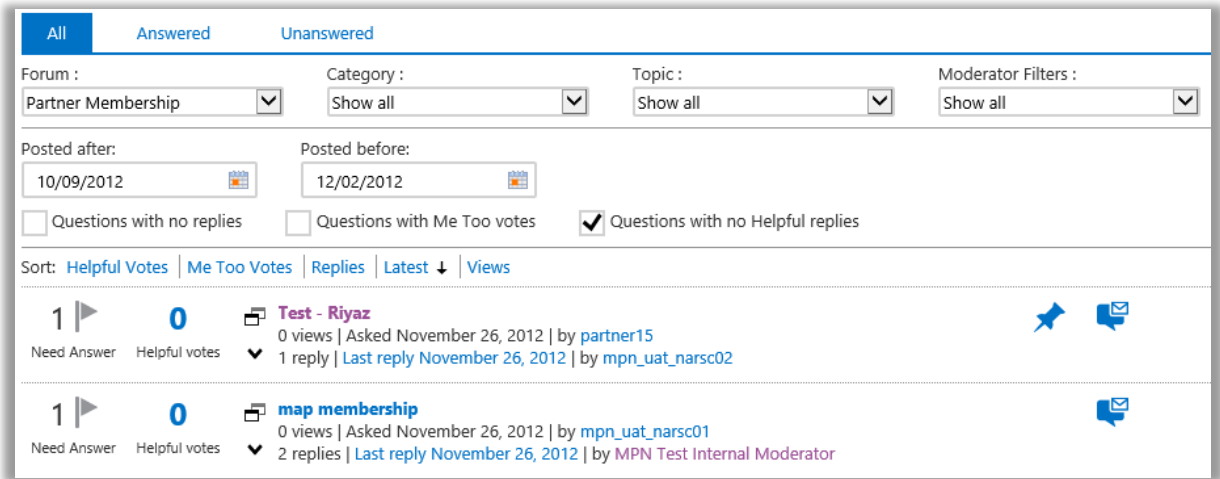 All Answered Unanswered
Forum : Category : Topic : Moderator Filters :
Partner Membership Show all Show all Show all
Posted after: Posted before:
10/09/2012 12/02/2012
Questions with no replies Questions with Me Too votes Questions with no Helpful replies
Sort: Helpful Votes | Me Too Votes | Replies | Latest ↓ | Views
1 0 Test - Riyaz
0 views | Asked November 26, 2012 | by partner15
Need Answer Helpful votes 1 reply | Last reply November 26, 2012 | by mpn_uat_narsc02
1 0 map membership
0 views | Asked November 26, 2012 | by mpn_uat_narsc01
Need Answer Helpful votes 2 replies | Last reply November 26, 2012 | by MPN Test Internal Moderator